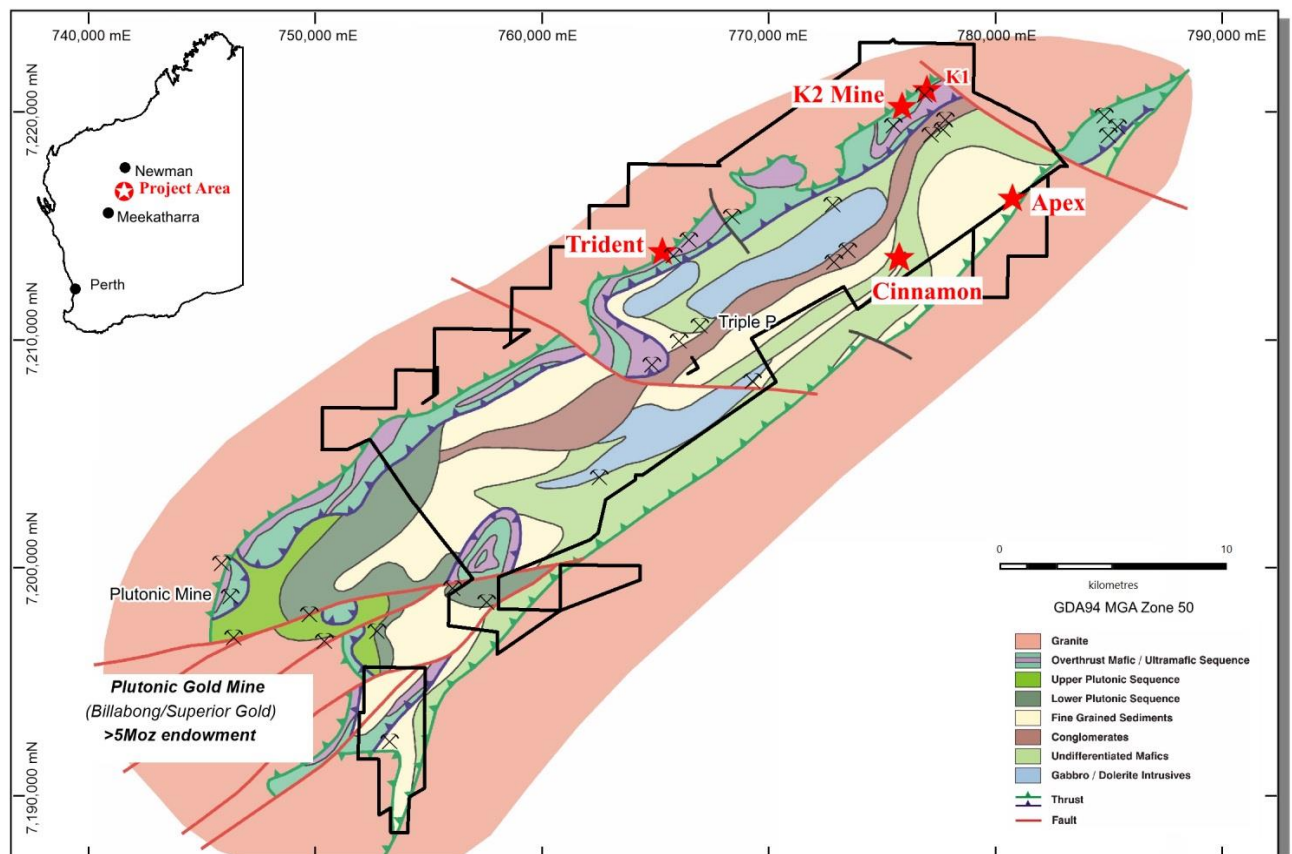 740,000 mE
750,000 mE
760,000 mE
770,000 mE
780,000 mE
790,000 mE
7,220,000 mN
7,210,000 mN
7,200,000 mN
7,190,000 mN
Newman
Project Area
Meekatharra
Perth
K1
K2 Mine
Apex
Trident
Cinnamon
Triple P
Plutonic Mine
Plutonic Gold Mine
(Billabong/Superior Gold)
>5Moz endowment
0 10
kilometres
GDA94 MGA Zone 50
Granite
Overthrust Mafic / Ultramafic Sequence
Upper Plutonic Sequence
Lower Plutonic Sequence
Fine Grained Sediments
Conglomerates
Undifferentiated Mafics
Gabbro / Dolerite Intrusives
Thrust
Fault